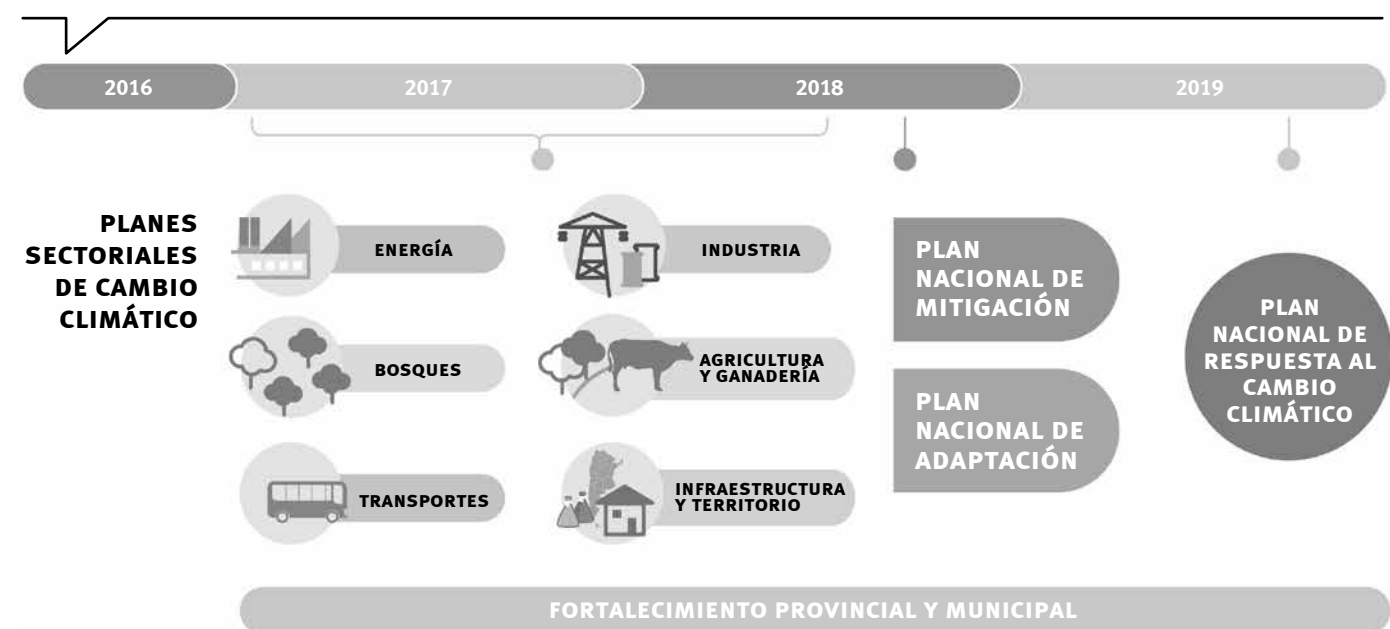 2016
2017
2018
2019
PLANES
SECTORIALES
DE CAMBIO
CLIMÁTICO
ENERGÍA
INDUSTRIA
BOSQUES
AGRICULTURA
Y GANADERÍA
TRANSPORTES
INFRAESTRUCTURA
Y TERRITORIO
PLAN
NACIONAL DE
MITIGACIÓN
PLAN
NACIONAL DE
ADAPTACIÓN
PLAN
NACIONAL DE
RESPUESTA AL
CAMBIO
CLIMÁTICO
FORTALECIMIENTO PROVINCIAL Y MUNICIPAL